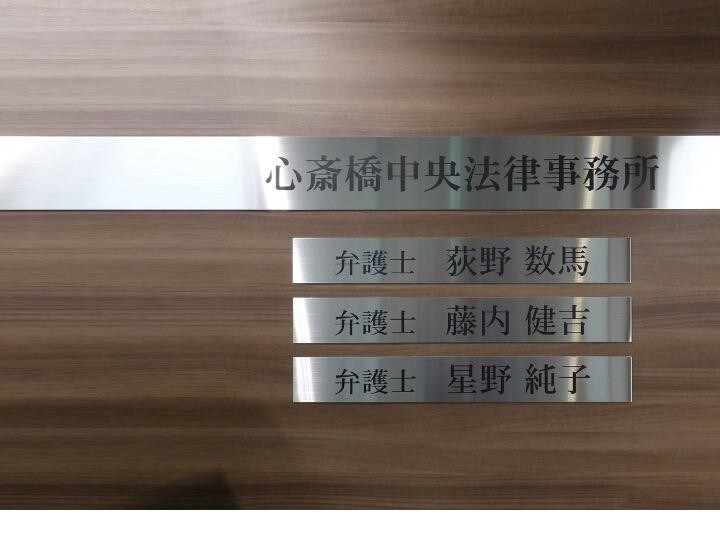 心斎橋中央法律事務所
弁護士 荻野 数馬
弁護士 藤内 健吉
弁護士 星野 純子